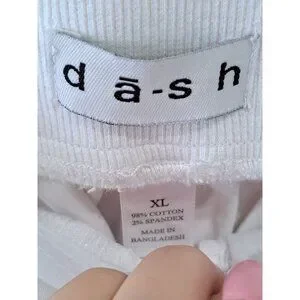 d ā-s h
XL
98% COTTON
2% SPANDEX
MADE IN
BANGLADESH